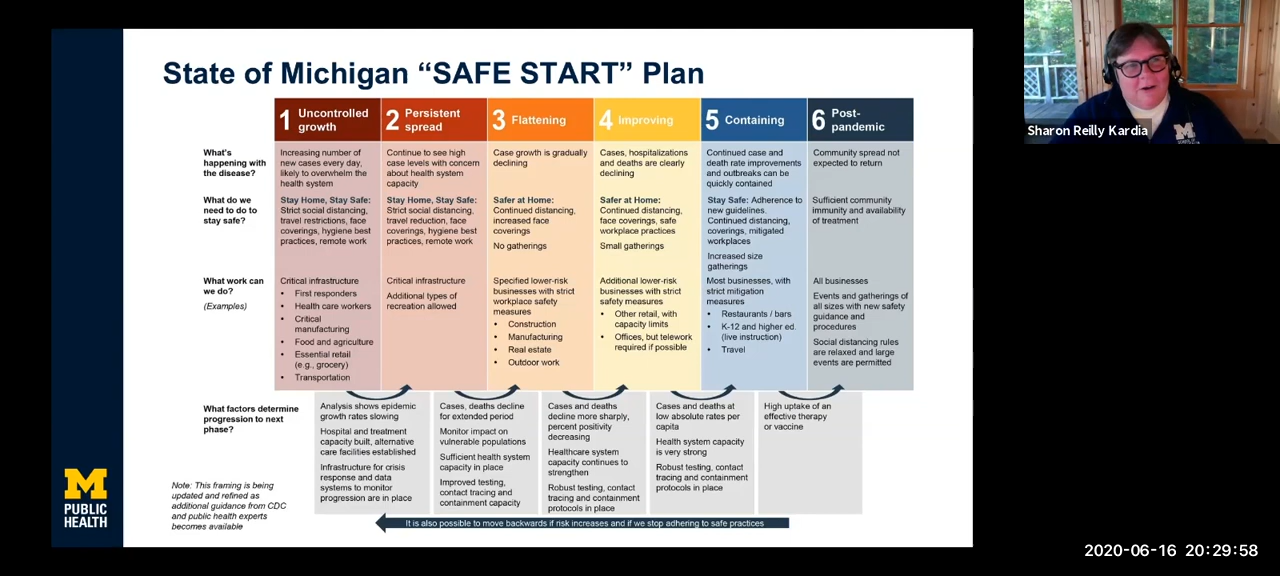 State of Michigan “SAFE START” Plan
Sharon Reilly Kardia
1 Uncontrolled
growth
2 Persistent
spread
3 Flattening
4 Improving
5 Containing
6 Post-
pandemic
What's
happening with
the disease?
Increasing number of
new cases every day,
likely to overwhelm the
health system
Continue to see high
case levels with concern
about health system
capacity
Case growth is gradually
declining
Cases, hospitalizations
and deaths are clearly
declining
Continued case and
death rate improvements
and outbreaks can be
quickly contained
Community spread not
expected to return
What do we
need to do to
stay safe?
Stay Home, Stay Safe:
Strict social distancing,
travel restrictions, face
coverings, hygiene best
practices, remote work
Stay Home, Stay Safe:
Strict social distancing,
travel reduction, face
coverings, hygiene best
practices, remote work
Safer at Home:
Continued distancing,
increased face
coverings
No gatherings
Safer at Home:
Continued distancing,
face coverings, safe
workplace practices
Small gatherings
Stay Safe: Adherence to
new guidelines.
Continued distancing,
coverings, mitigated
workplaces
Increased size
gatherings
Sufficient community
immunity and availability
of treatment
What work can
we do?
(Examples)
Critical infrastructure
• First responders
• Health care workers
• Critical
manufacturing
• Food and agriculture
• Essential retail
(e.g., grocery)
• Transportation
Critical infrastructure
Additional types of
recreation allowed
Specified lower-risk
businesses with strict
workplace safety
measures
• Construction
• Manufacturing
• Real estate
• Outdoor work
Additional lower-risk
businesses with strict
safety measures
• Other retail, with
capacity limits
• Offices, but telework
required if possible
Most businesses, with
strict mitigation
measures
• Restaurants / bars
• K-12 and higher ed.
(live instruction)
• Travel
All businesses
Events and gatherings of
all sizes with new safety
guidance and
procedures
Social distancing rules
are relaxed and large
events are permitted
What factors determine
progression to next
phase?
Analysis shows epidemic
growth rates slowing
Hospital and treatment
capacity built, alternative
care facilities established
Infrastructure for crisis
response and data
systems to monitor
progression are in place
Cases, deaths decline
for extended period
Monitor impact on
vulnerable populations
Sufficient health system
capacity in place
Improved testing,
contact tracing and
containment capacity
Cases and deaths
decline more sharply,
percent positivity
decreasing
Healthcare system
capacity continues to
strengthen
Robust testing, contact
tracing and containment
protocols in place
Cases and deaths at
low absolute rates per
capita
Health system capacity
is very strong
Robust testing, contact
tracing and containment
protocols in place
High uptake of an
effective therapy
or vaccine
Note: This framing is being
updated and refined as
additional guidance from CDC
and public health experts
becomes available
It is also possible to move backwards if risk increases and if we stop adhering to safe practices
M
PUBLIC
HEALTH
M
2020-06-16 20:29:58